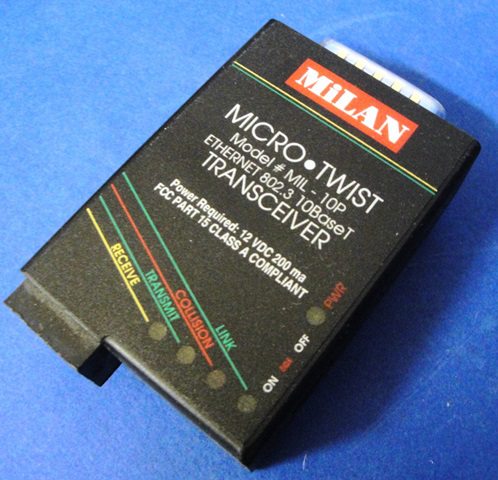 MiLAN
MICRO•TWIST
Model # MIL - 10P
ETHERNET 802.3 10BaseT
TRANSCEIVER
Power Required: 12 VDC 200 ma
FCC PART 15 CLASS A COMPLIANT
RECEIVE
TRANSMIT
COLLISION
LINK
PWR
ON
OFF